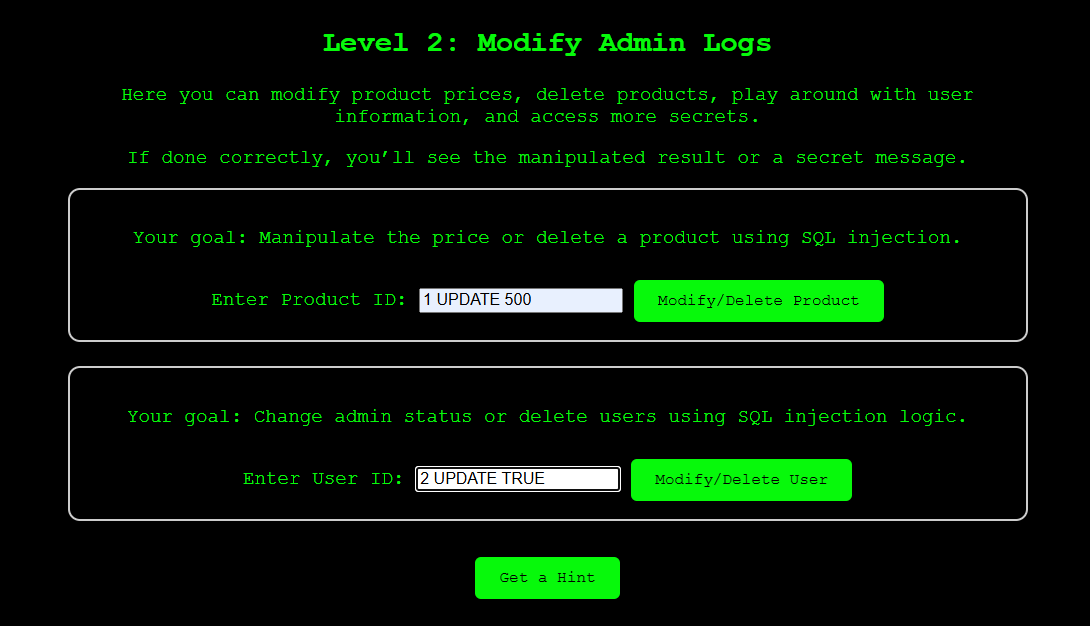 Level 2: Modify Admin Logs
Here you can modify product prices, delete products, play around with user
information, and access more secrets.
If done correctly, you’ll see the manipulated result or a secret message.
Your goal: Manipulate the price or delete a product using SQL injection.
Enter Product ID: 1 UPDATE 500 Modify/Delete Product
Your goal: Change admin status or delete users using SQL injection logic.
Enter User ID: 2 UPDATE TRUE Modify/Delete User
Get a Hint